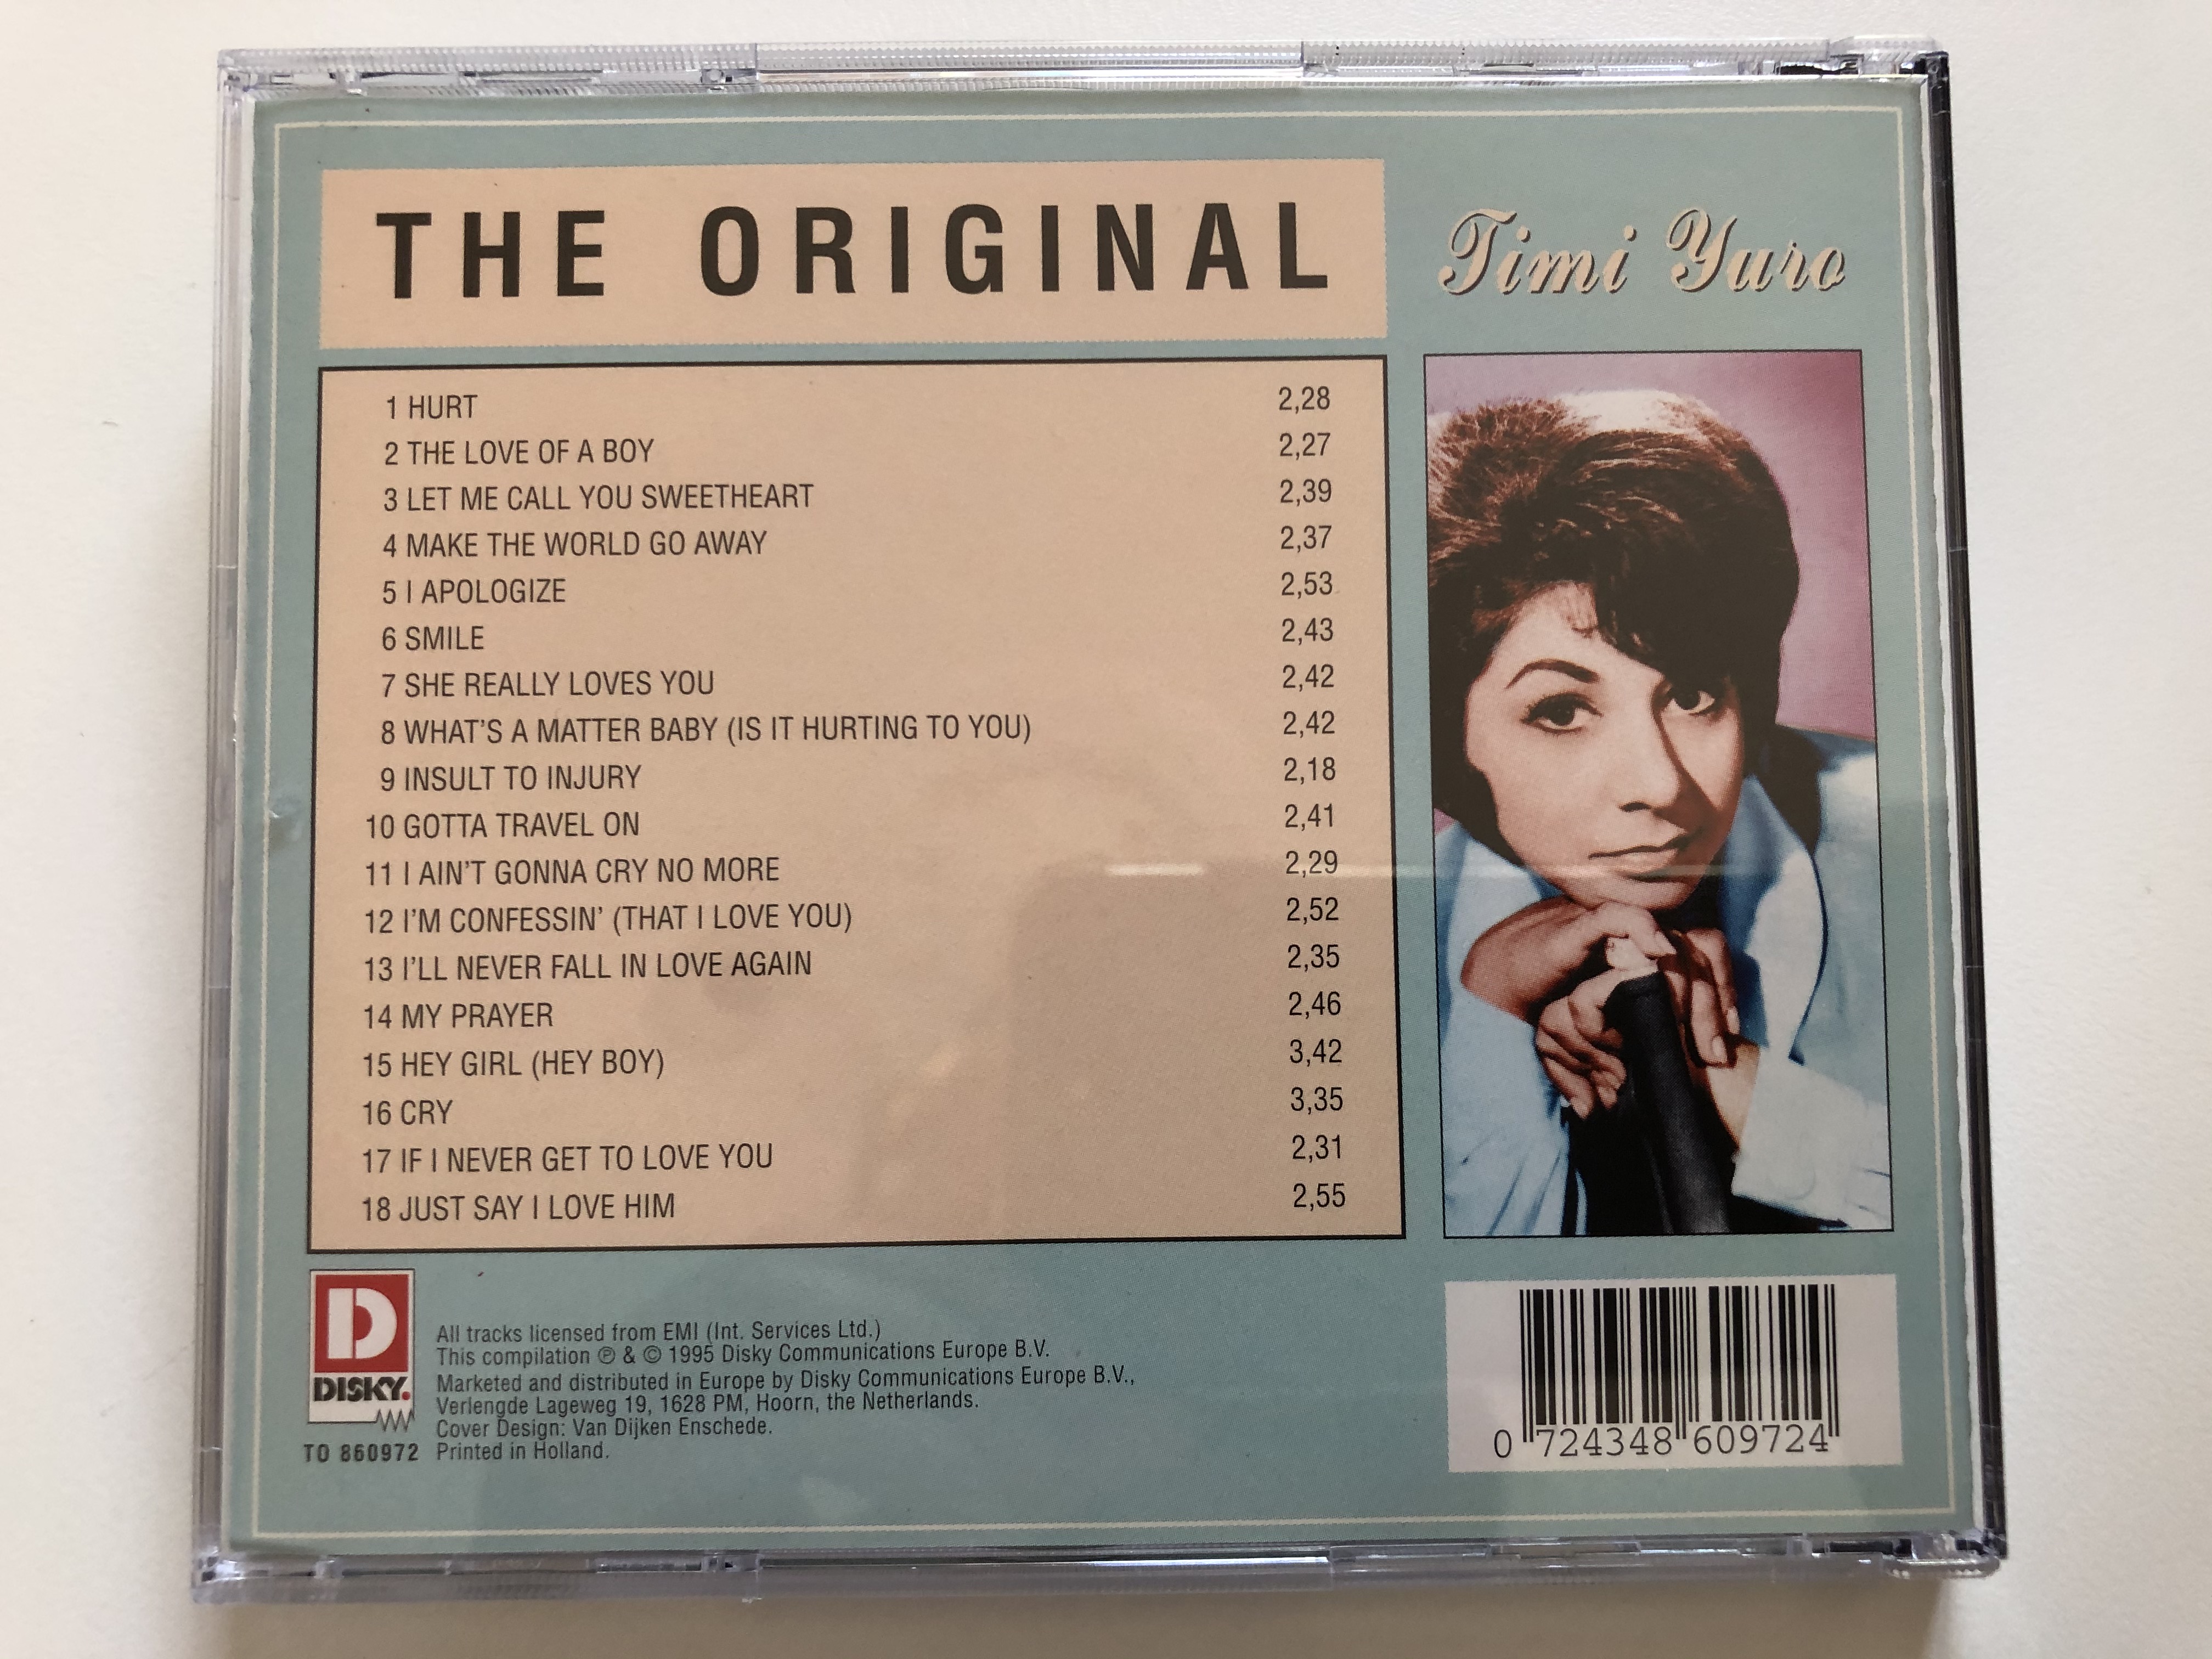 THE ORIGINAL
Timi Yuro
1 HURT 2,28
2 THE LOVE OF A BOY 2,27
3 LET ME CALL YOU SWEETHEART 2,39
4 MAKE THE WORLD GO AWAY 2,37
5 I APOLOGIZE 2,53
6 SMILE 2,43
7 SHE REALLY LOVES YOU 2,42
8 WHAT'S A MATTER BABY (IS IT HURTING TO YOU) 2,42
9 INSULT TO INJURY 2,18
10 GOTTA TRAVEL ON 2,41
11 I AIN'T GONNA CRY NO MORE 2,29
12 I'M CONFESSIN' (THAT I LOVE YOU) 2,52
13 I'LL NEVER FALL IN LOVE AGAIN 2,35
14 MY PRAYER 2,46
15 HEY GIRL (HEY BOY) 3,42
16 CRY 3,35
17 IF I NEVER GET TO LOVE YOU 2,31
18 JUST SAY I LOVE HIM 2,55
D
DISKY.
TO 860972
All tracks licensed from EMI (Int. Services Ltd.)
This compilation ℗ & © 1995 Disky Communications Europe B.V.
Marketed and distributed in Europe by Disky Communications Europe B.V.,
Verlengde Lageweg 19, 1628 PM, Hoorn, the Netherlands.
Cover Design: Van Dijken Enschede.
Printed in Holland.
0 724348 609724